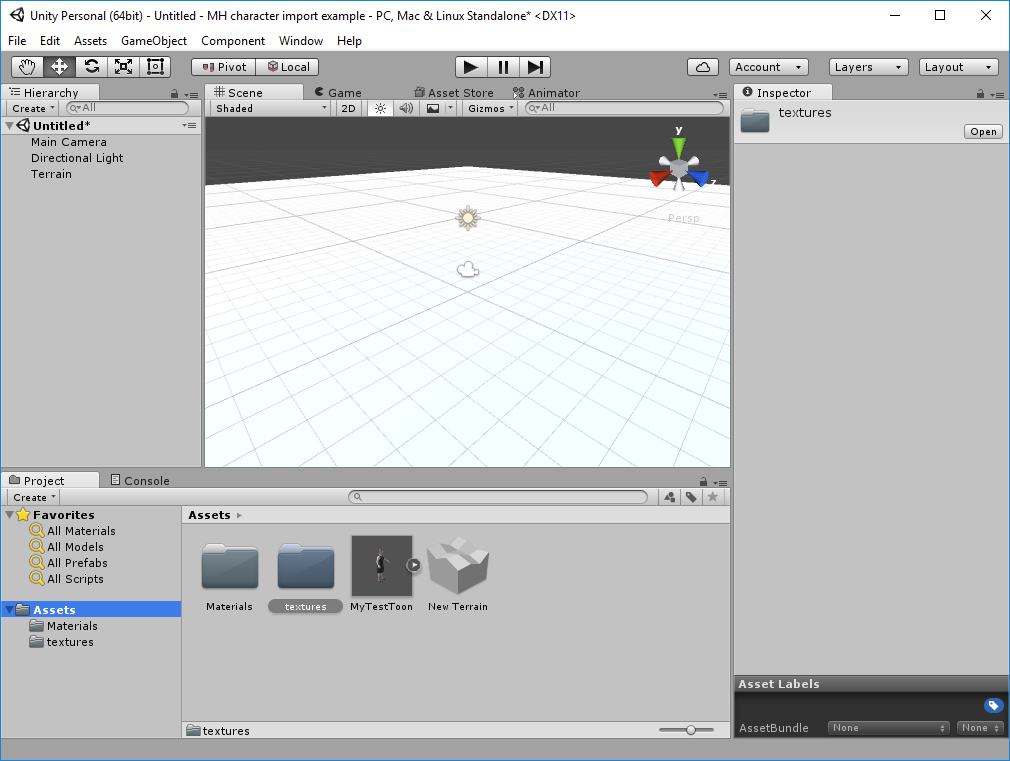 Unity Personal (64bit) - Untitled - MH character import example - PC, Mac & Linux Standalone* <DX11>
File Edit Assets GameObject Component Window Help
Pivot Local Account Layers Layout
Hierarchy
Create All
Untitled*
Main Camera
Directional Light
Terrain
Scene Game Asset Store Animator
Shaded 2D Gizmos All
y
z
Persp
Inspector
textures
Open
Project Console
Create
Favorites
All Materials
All Models
All Prefabs
All Scripts
Assets
Materials
textures
Assets
Materials textures MyTestToon New Terrain
textures
Asset Labels
AssetBundle None None